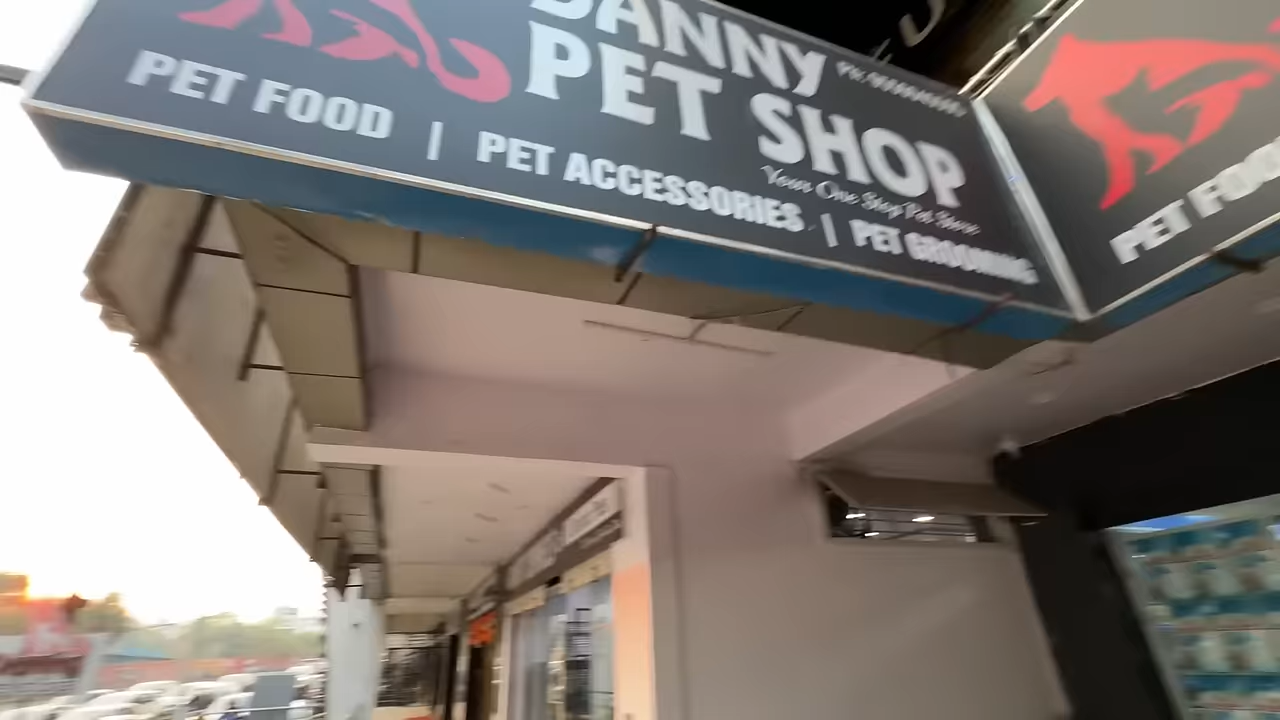 PET SHOP
Your One Stop Pet Store
PET FOOD | PET ACCESSORIES | PET GROOMING
PET FOOD